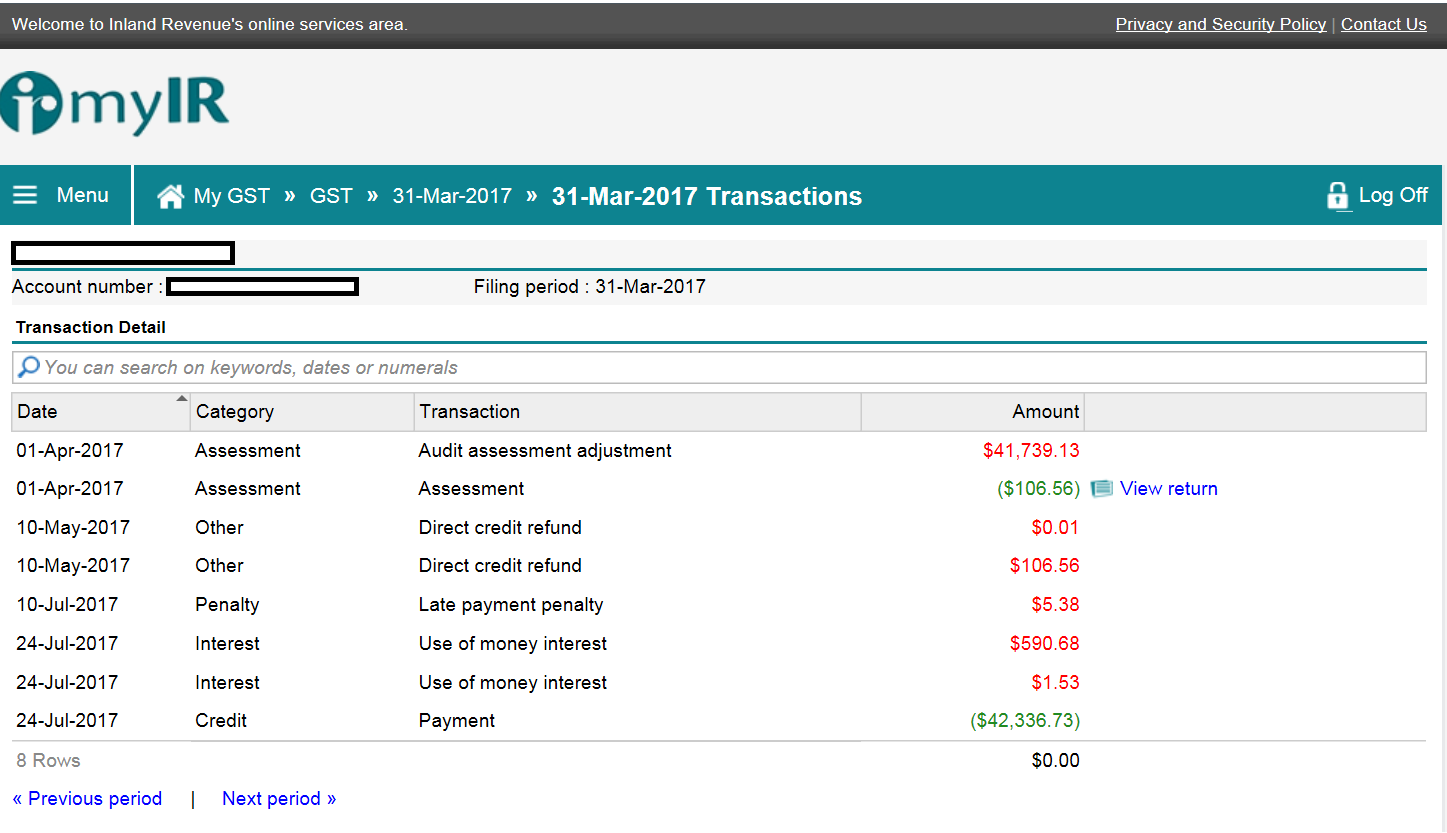 Welcome to Inland Revenue's online services area. Privacy and Security Policy | Contact Us
ir myIR
Menu My GST » GST » 31-Mar-2017 » 31-Mar-2017 Transactions Log Off
Account number : Filing period : 31-Mar-2017
Transaction Detail
You can search on keywords, dates or numerals
Date Category Transaction Amount
01-Apr-2017 Assessment Audit assessment adjustment $41,739.13
01-Apr-2017 Assessment Assessment ($106.56) View return
10-May-2017 Other Direct credit refund $0.01
10-May-2017 Other Direct credit refund $106.56
10-Jul-2017 Penalty Late payment penalty $5.38
24-Jul-2017 Interest Use of money interest $590.68
24-Jul-2017 Interest Use of money interest $1.53
24-Jul-2017 Credit Payment ($42,336.73)
8 Rows $0.00
« Previous period | Next period »